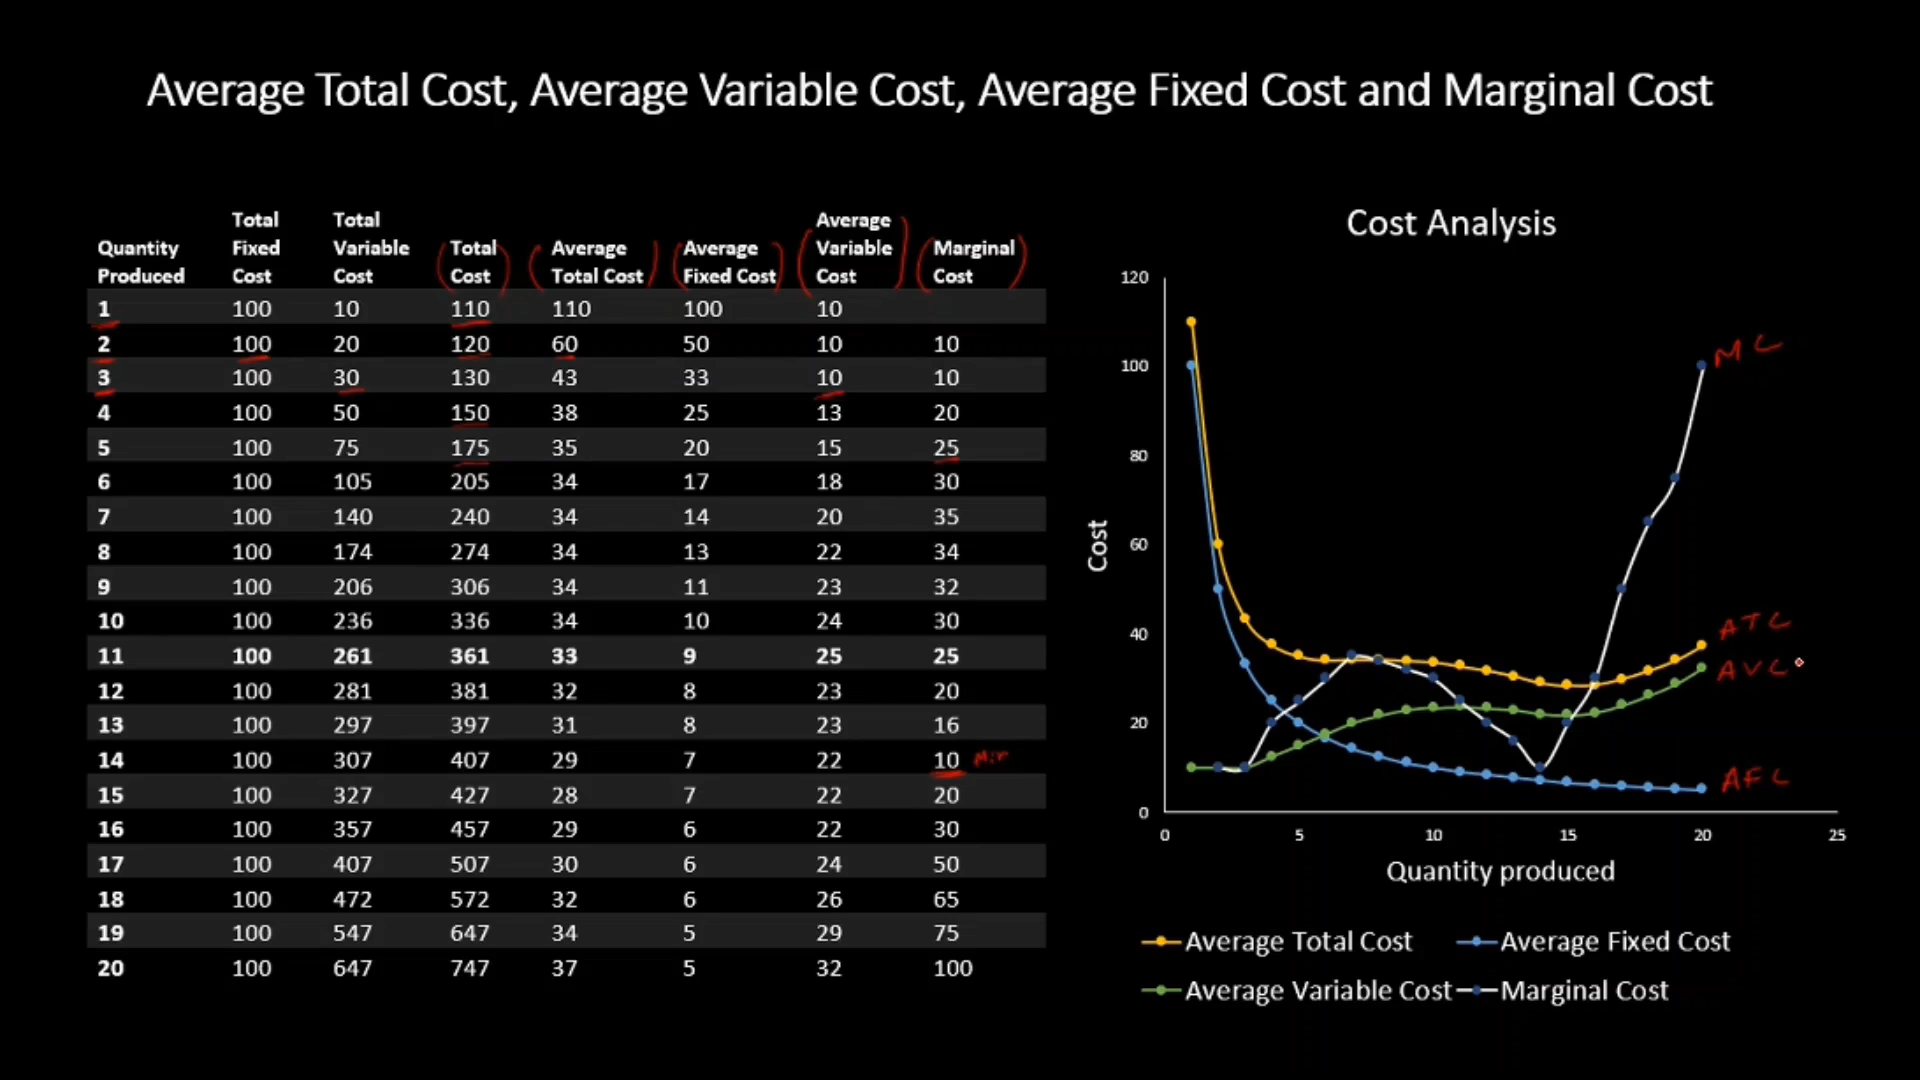 Average Total Cost, Average Variable Cost, Average Fixed Cost and Marginal Cost
Quantity Produced Total Fixed Cost Total Variable Cost Total Cost Average Total Cost Average Fixed Cost Average Variable Cost Marginal Cost
1 100 10 110 110 100 10
2 100 20 120 60 50 10 10
3 100 30 130 43 33 10 10
4 100 50 150 38 25 13 20
5 100 75 175 35 20 15 25
6 100 105 205 34 17 18 30
7 100 140 240 34 14 20 35
8 100 174 274 34 13 22 34
9 100 206 306 34 11 23 32
10 100 236 336 34 10 24 30
11 100 261 361 33 9 25 25
12 100 281 381 32 8 23 20
13 100 297 397 31 8 23 16
14 100 307 407 29 7 22 10 Min
15 100 327 427 28 7 22 20
16 100 357 457 29 6 22 30
17 100 407 507 30 6 24 50
18 100 472 572 32 6 26 65
19 100 547 647 34 5 29 75
20 100 647 747 37 5 32 100
Cost Analysis
120
100
80
60
40
20
0
Cost
0 5 10 15 20 25
Quantity produced
MC
ATC
AVC
AFC
Average Total Cost Average Fixed Cost
Average Variable Cost Marginal Cost